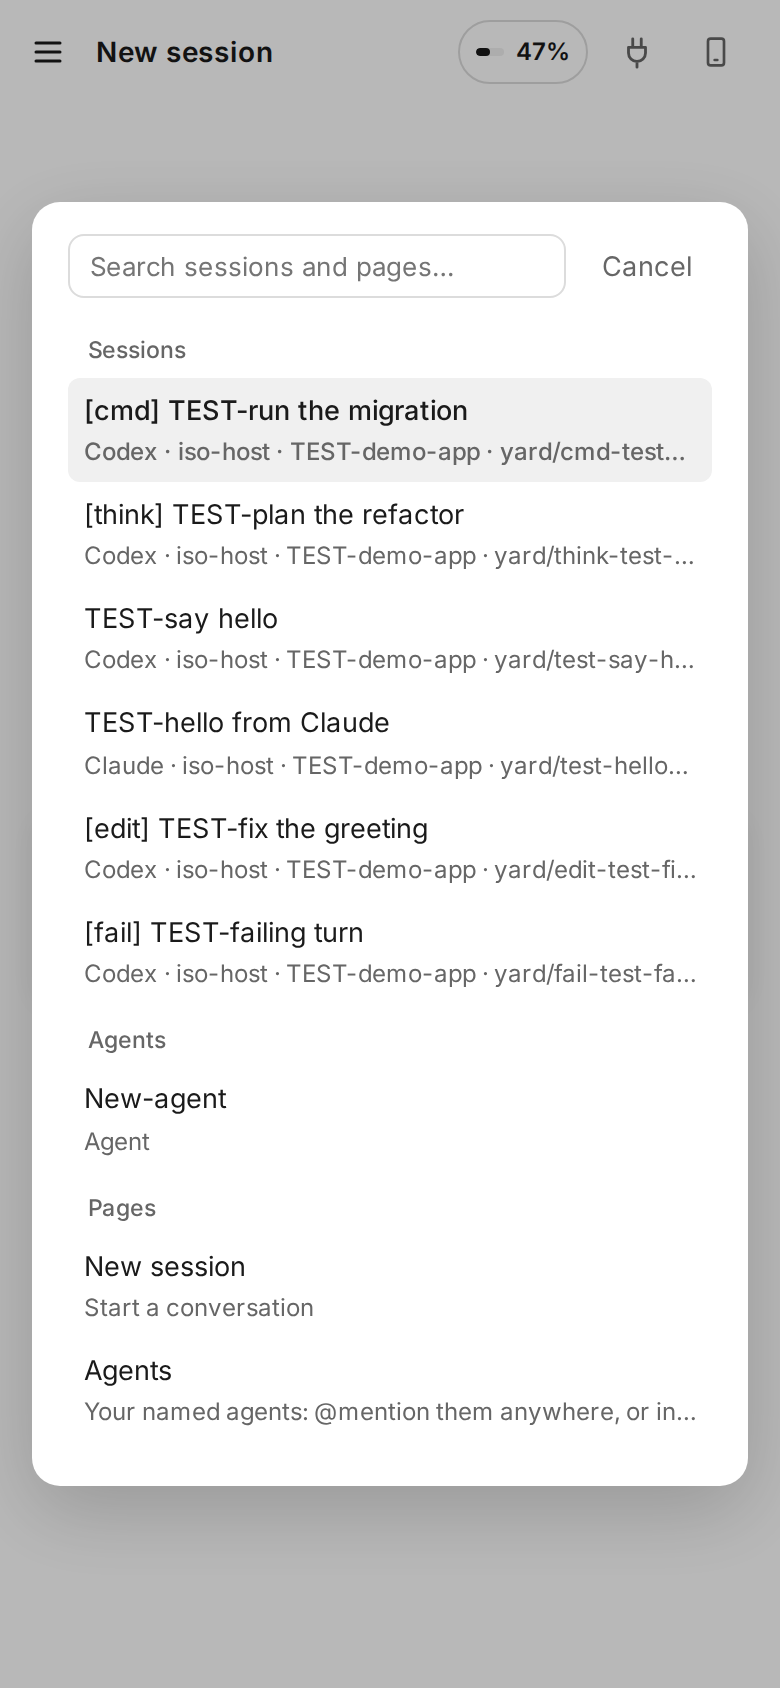 New session
47%
Search sessions and pages...
Cancel
Sessions
[cmd] TEST-run the migration
Codex · iso-host · TEST-demo-app · yard/cmd-test...
[think] TEST-plan the refactor
Codex · iso-host · TEST-demo-app · yard/think-test-...
TEST-say hello
Codex · iso-host · TEST-demo-app · yard/test-say-h...
TEST-hello from Claude
Claude · iso-host · TEST-demo-app · yard/test-hello...
[edit] TEST-fix the greeting
Codex · iso-host · TEST-demo-app · yard/edit-test-fi...
[fail] TEST-failing turn
Codex · iso-host · TEST-demo-app · yard/fail-test-fa...
Agents
New-agent
Agent
Pages
New session
Start a conversation
Agents
Your named agents: @mention them anywhere, or in...